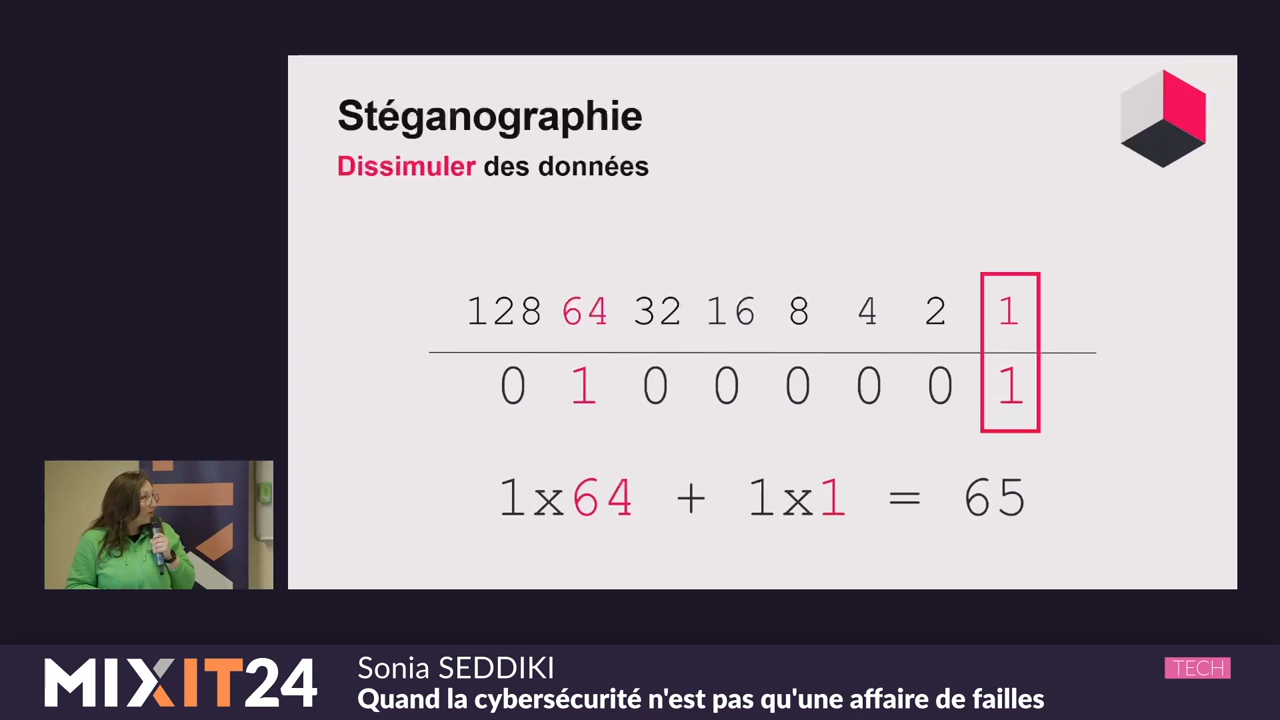 Stéganographie
Dissimuler des données
128 64 32 16 8 4 2 1
0 1 0 0 0 0 0 1
1x64 + 1x1 = 65
MIXIT24
Sonia SEDDIKI
Quand la cybersécurité n'est pas qu'une affaire de failles
TECH